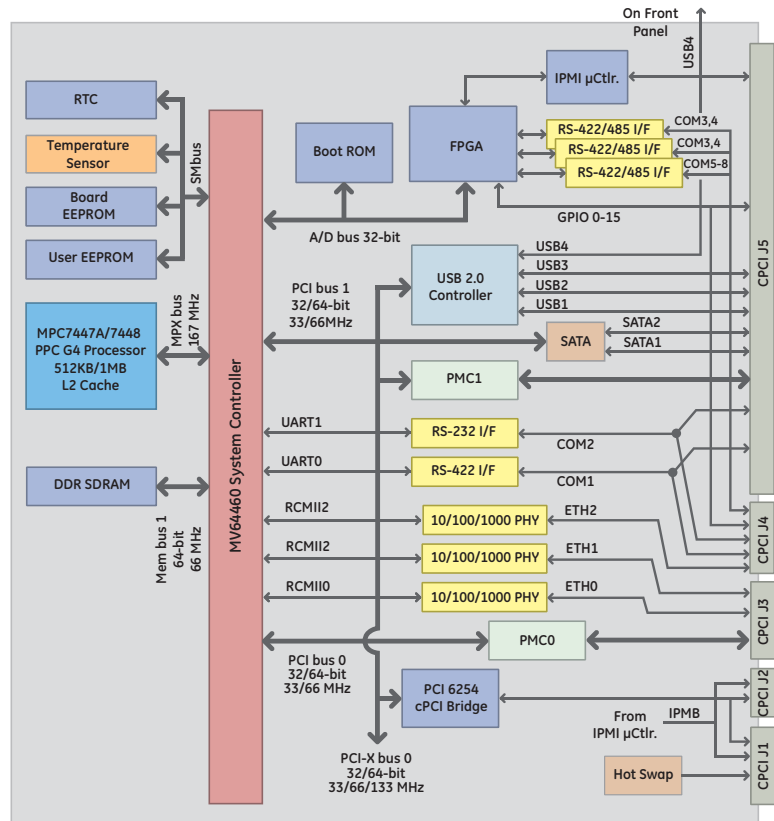 On Front
Panel
USB4
RTC
Temperature
Sensor
Board
EEPROM
User EEPROM
SMbus
MPC7447A/7448
PPC G4 Processor
512KB/1MB
L2 Cache
MPX bus
167 MHz
DDR SDRAM
Mem bus 1
64-bit
66 MHz
MV64460 System Controller
Boot ROM
A/D bus 32-bit
FPGA
IPMI µCtlr.
RS-422/485 I/F
RS-422/485 I/F
RS-422/485 I/F
COM3,4
COM3,4
COM5-8
GPIO 0-15
PCI bus 1
32/64-bit
33/66MHz
USB 2.0
Controller
USB4
USB3
USB2
USB1
SATA
SATA2
SATA1
PMC1
UART1
RS-232 I/F
COM2
UART0
RS-422 I/F
COM1
RCMII2
10/100/1000 PHY
ETH2
RCMII2
10/100/1000 PHY
ETH1
RCMII0
10/100/1000 PHY
ETH0
PMC0
PCI bus 0
32/64-bit
33/66 MHz
PCI 6254
cPCI Bridge
PCI-X bus 0
32/64-bit
33/66/133 MHz
From
IPMI µCtlr.
IPMB
Hot Swap
CPCI J5
CPCI J4
CPCI J3
CPCI J2
CPCI J1